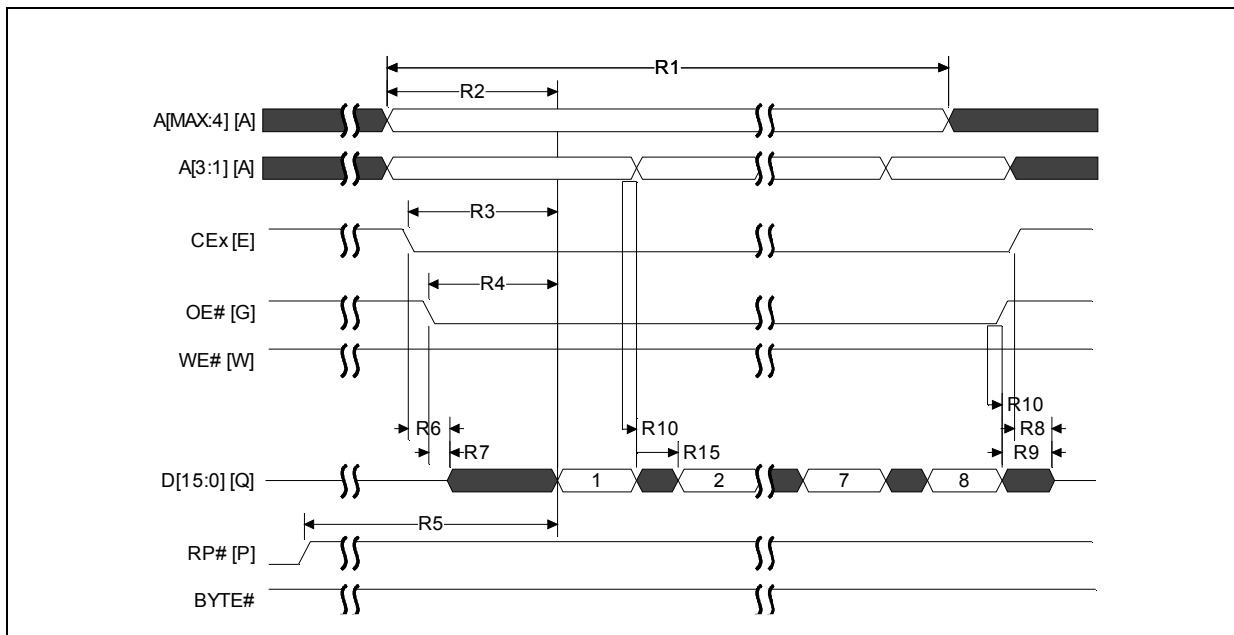 R1
R2
A[MAX:4] [A]
A[3:1] [A]
R3
CEx [E]
R4
OE# [G]
WE# [W]
R10
R6
R10
R8
R7
R15
R9
D[15:0] [Q]
1
2
7
8
R5
RP# [P]
BYTE#